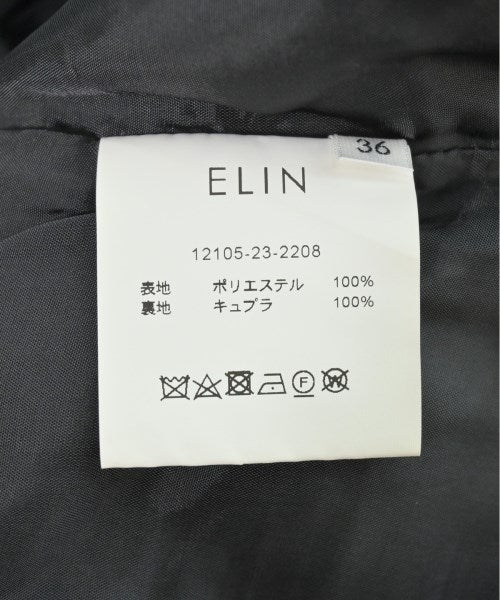 36
ELIN
12105-23-2208
表地 ポリエステル 100%
裏地 キュプラ 100%
F W